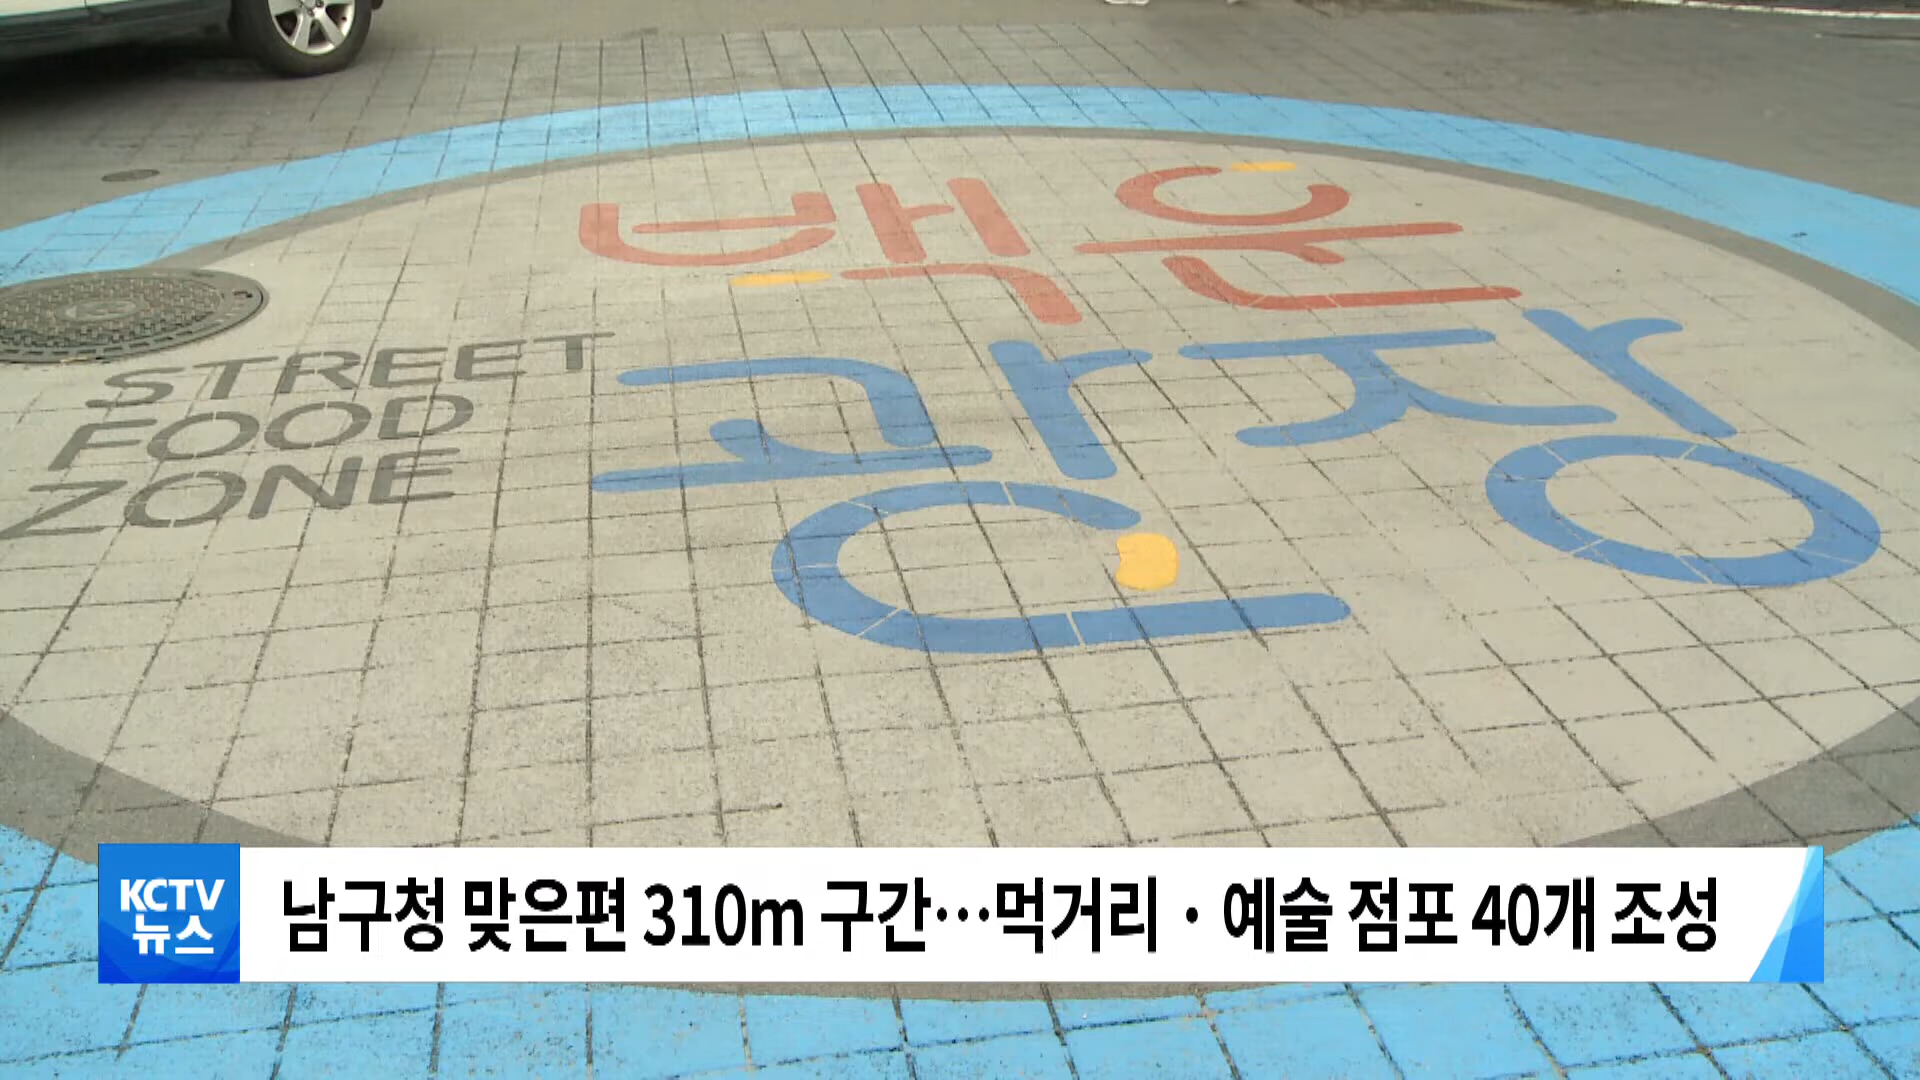 백운
광장
STREET
FOOD
ZONE
KCTV
뉴스
남구청 맞은편 310m 구간…먹거리·예술 점포 40개 조성